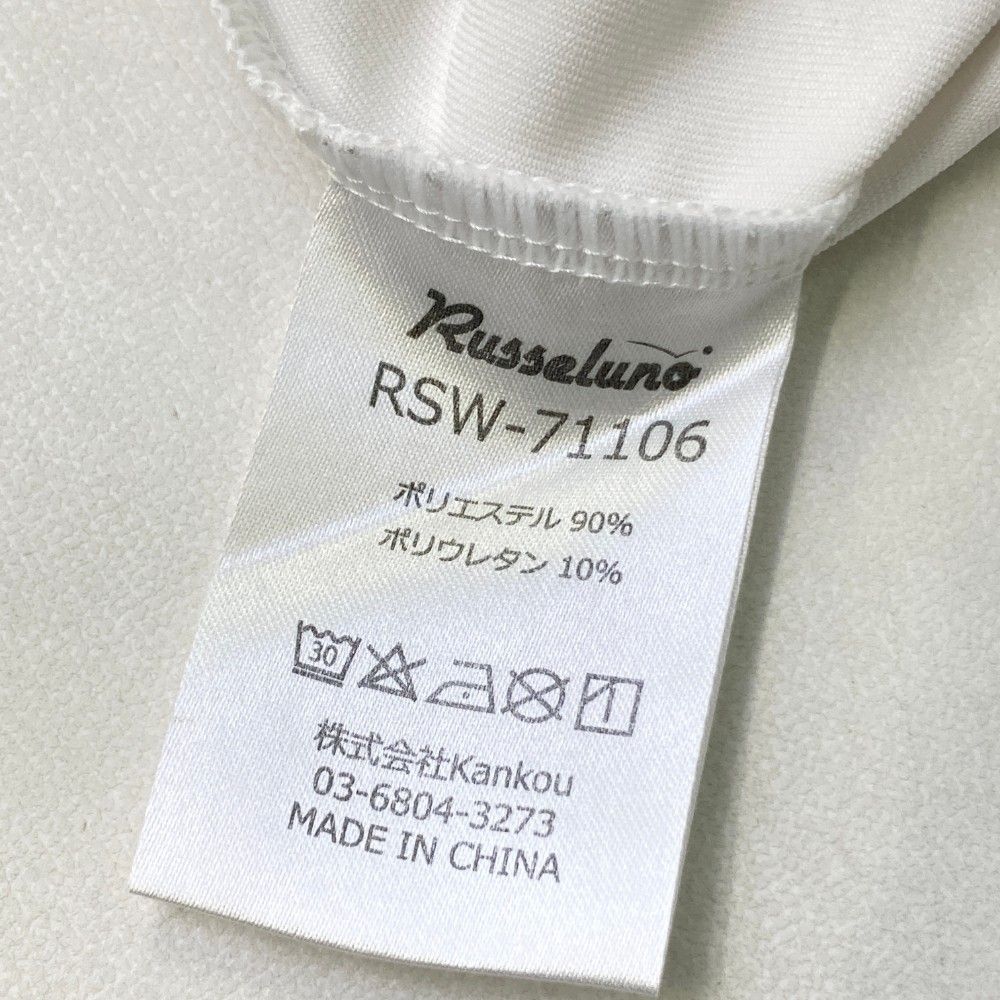 Russeluno
RSW-71106
ポリエステル 90%
ポリウレタン 10%
30
株式会社Kankou
03-6804-3273
MADE IN CHINA